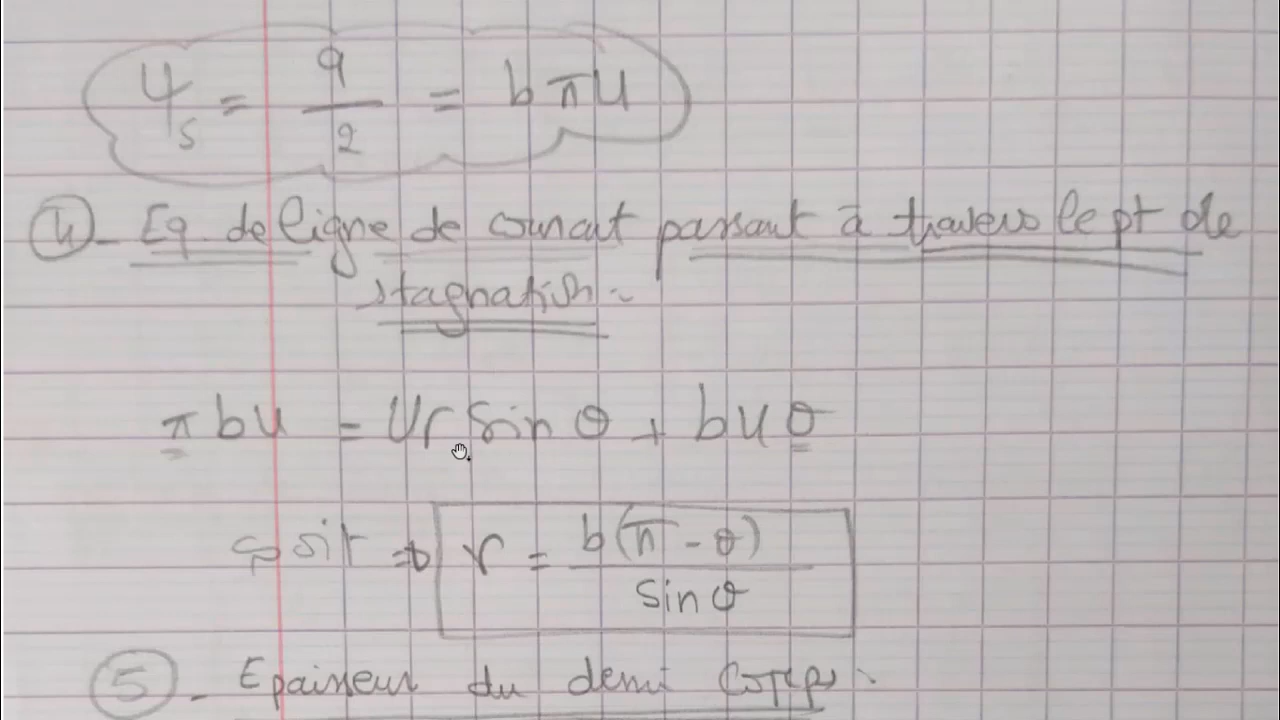 Ψs = q/2 = bπU
4 - Eq. de ligne de courant passant à travers le pt de
stagnation.
πbU = Ur sin θ + bUθ
soit => r = b(π - θ)/sin θ
5 - Epaisseur du demi corps.